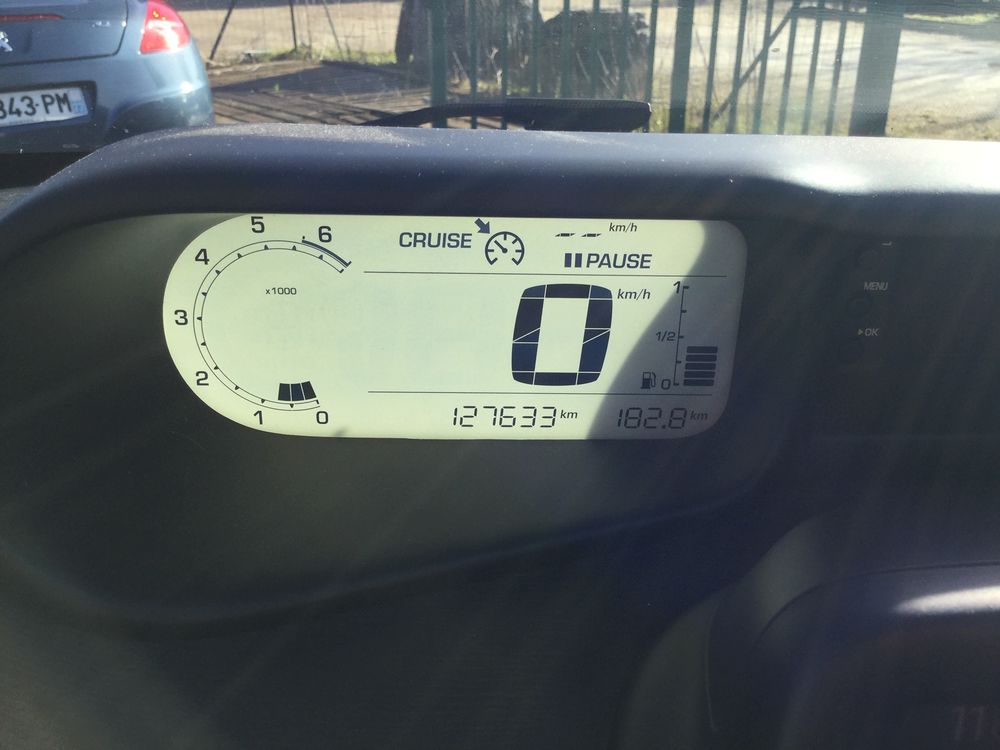 843-PM
5
6
4
3
2
1
0
x1000
CRUISE
-- km/h
PAUSE
0 km/h
1
1/2
0
127633 km
182.8 km
MENU
▸OK